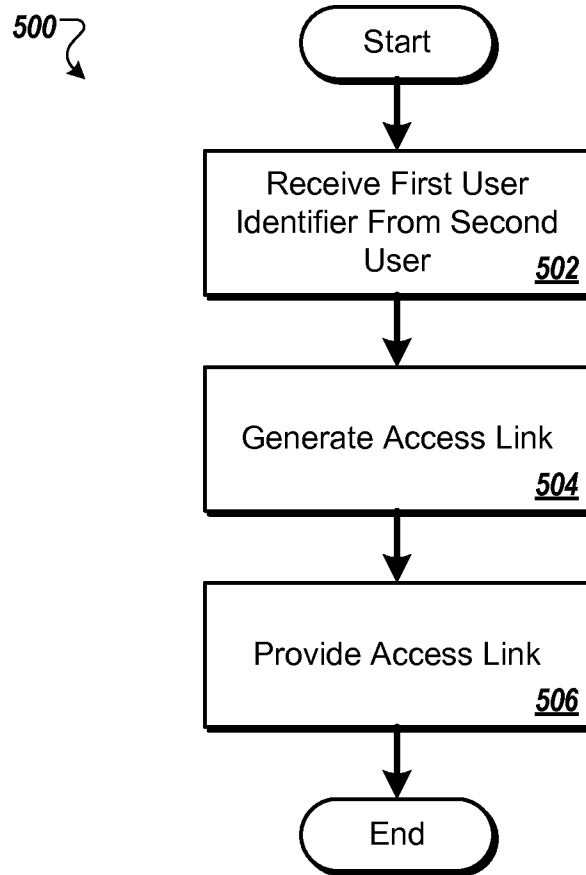 500
Start
Receive First User
Identifier From Second
User
502
Generate Access Link
504
Provide Access Link
506
End